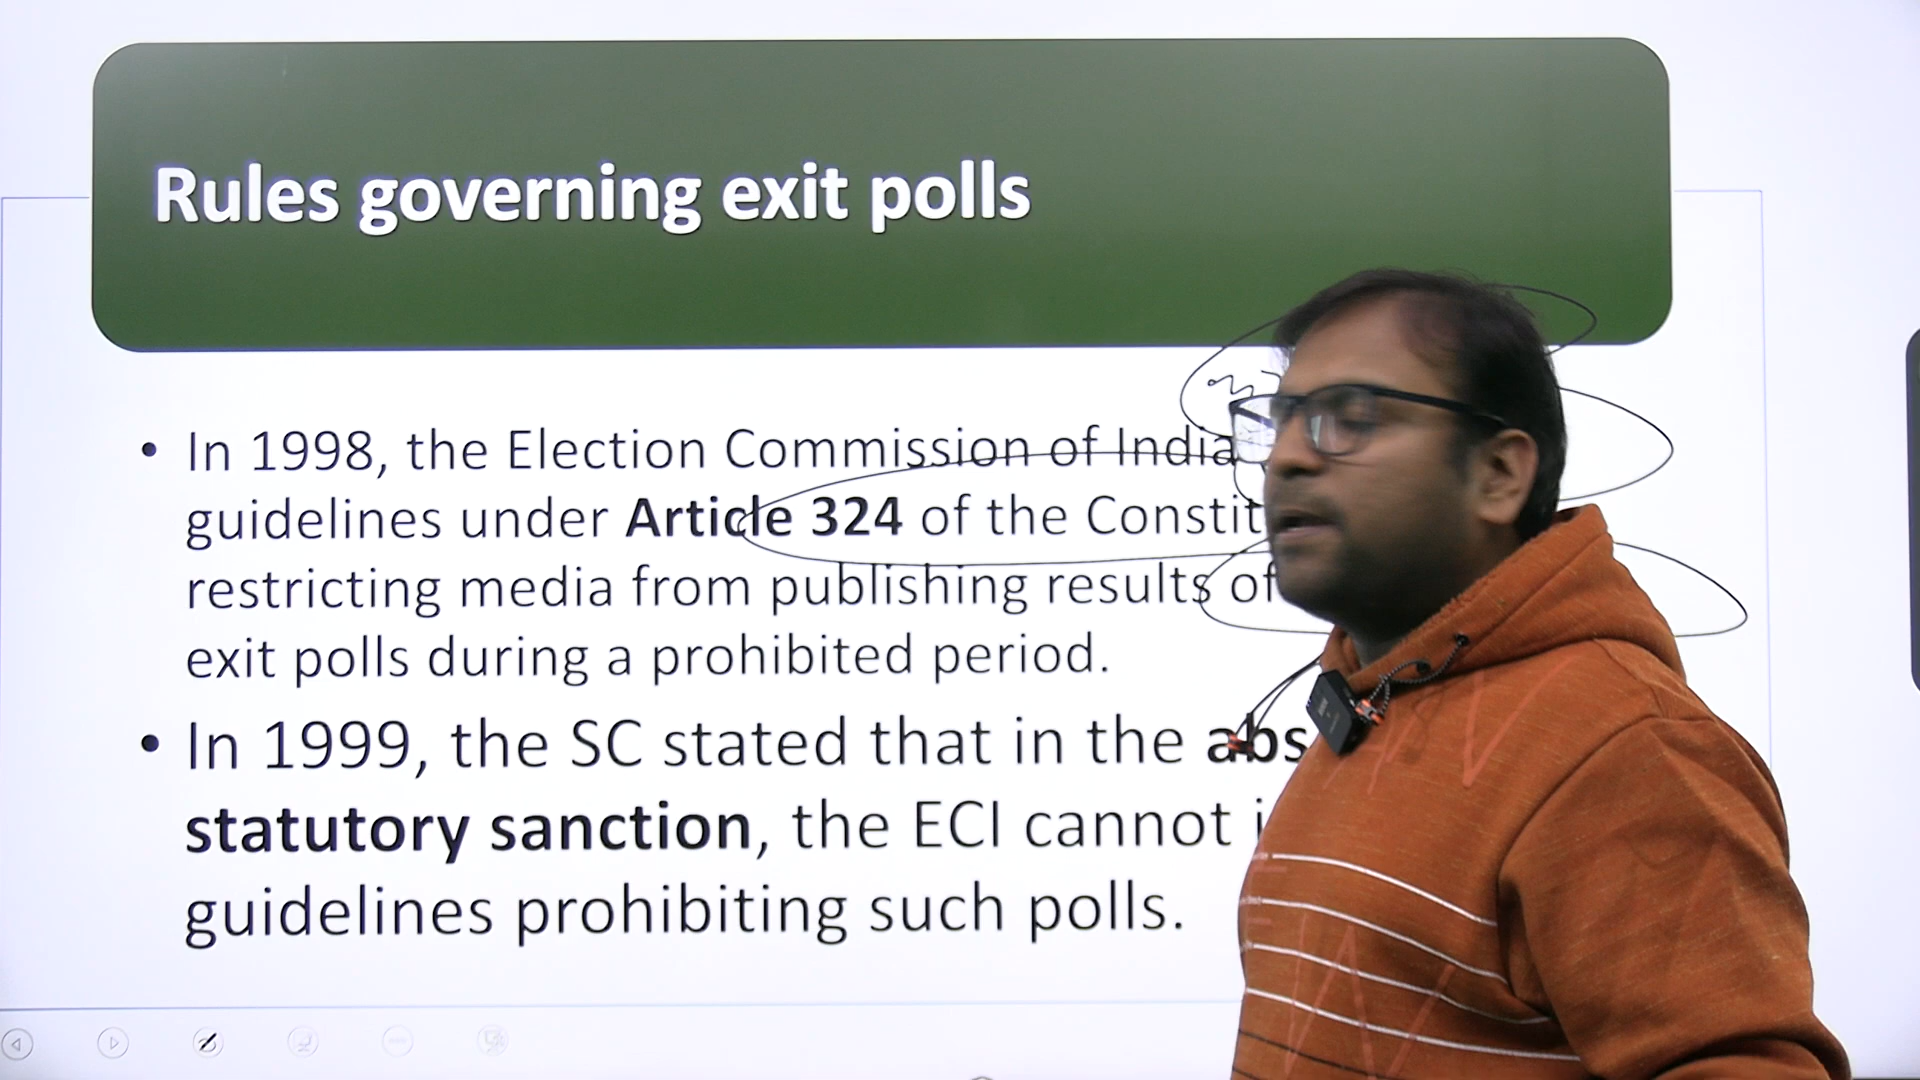 Rules governing exit polls
• In 1998, the Election Commission of India
guidelines under Article 324 of the
restricting media from publishing results of
exit polls during a prohibited period.
• In 1999, the SC stated that in the
statutory sanction, the ECI cannot
guidelines prohibiting such polls.